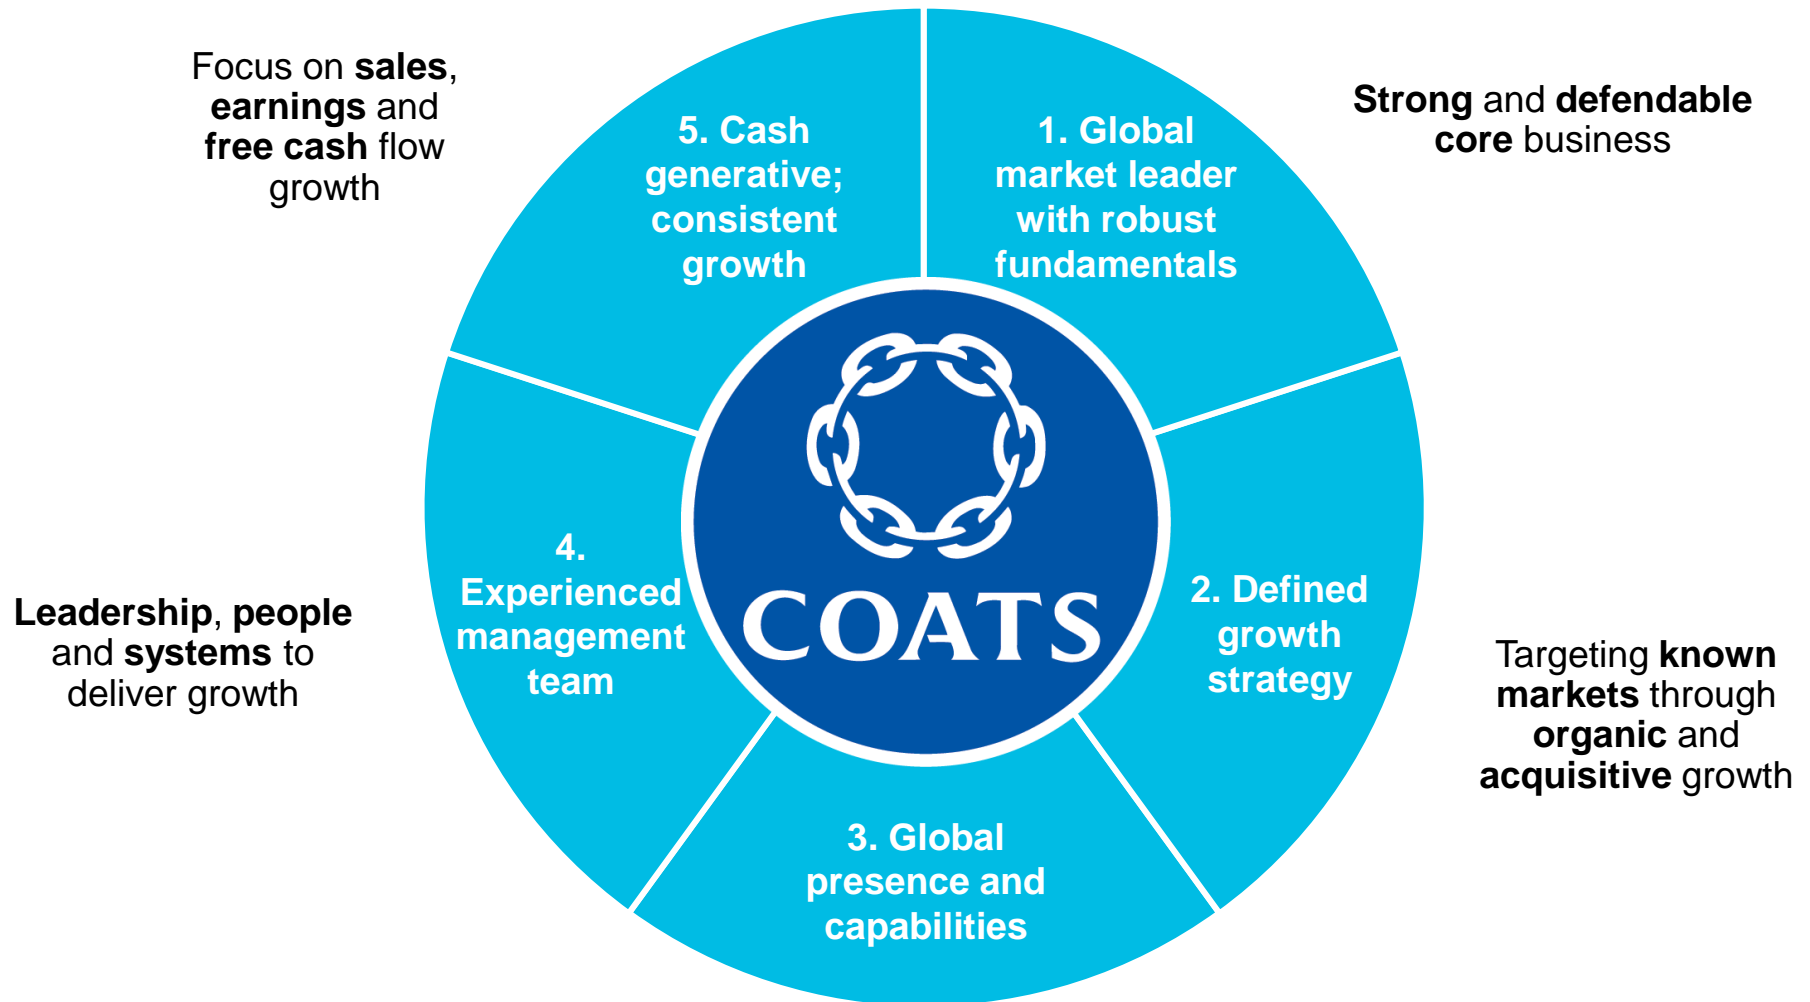 Focus on sales,
earnings and
free cash flow
growth
5. Cash
generative;
consistent
growth
1. Global
market leader
with robust
fundamentals
Strong and defendable
core business
COATS
4.
Experienced
management
team
Leadership, people
and systems to
deliver growth
2. Defined
growth
strategy
Targeting known
markets through
organic and
acquisitive growth
3. Global
presence and
capabilities